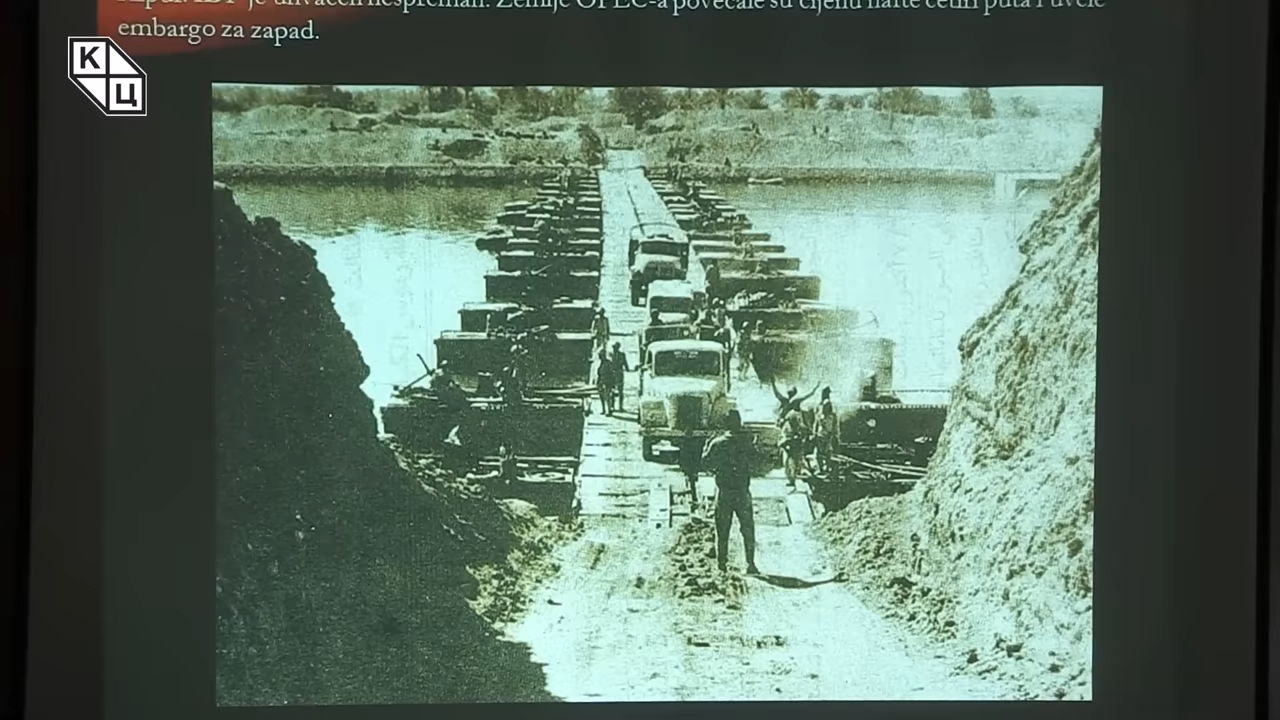 je uhvaćen nespreman. Zemlje OPEC-a povećale su cijenu nafte četiri puta i uvele
embargo za zapad.
К
Ц